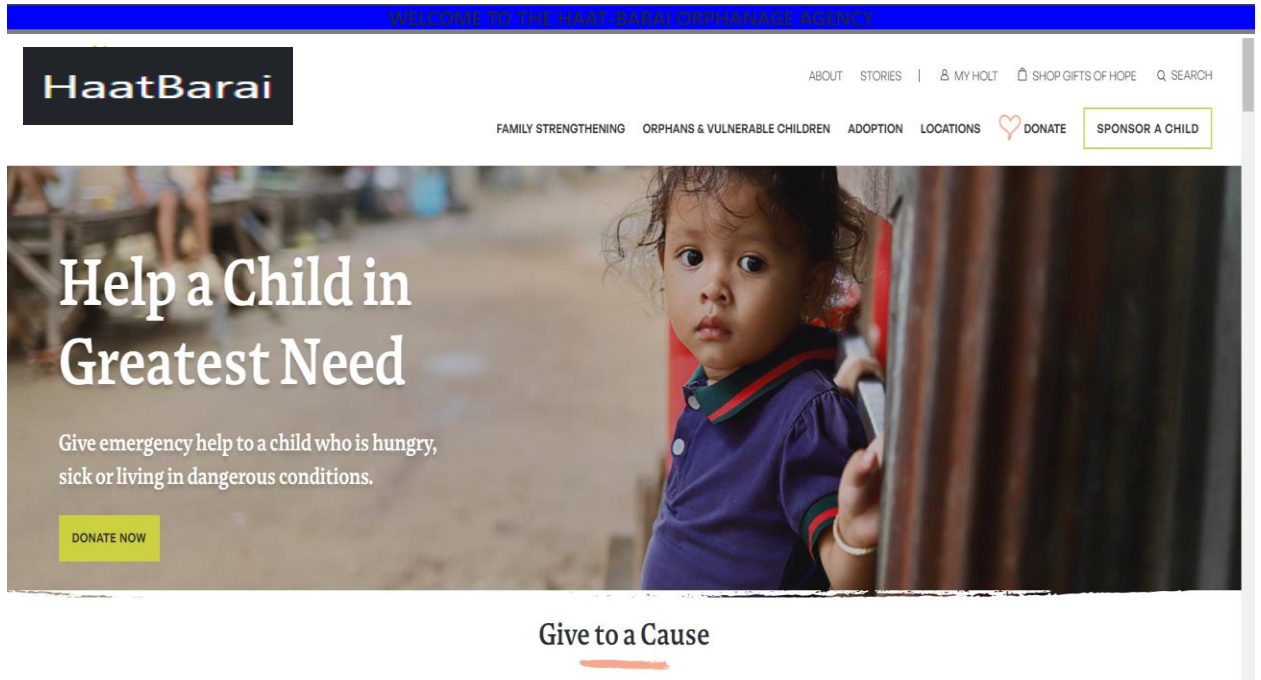 WELCOME TO THE HAAT-BARAI ORPHANAGE AGENCY
HaatBarai
ABOUT STORIES | MY HOLT SHOP GIFTS OF HOPE SEARCH
FAMILY STRENGTHENING ORPHANS & VULNERABLE CHILDREN ADOPTION LOCATIONS DONATE SPONSOR A CHILD
Help a Child in
Greatest Need
Give emergency help to a child who is hungry,
sick or living in dangerous conditions.
DONATE NOW
Give to a Cause